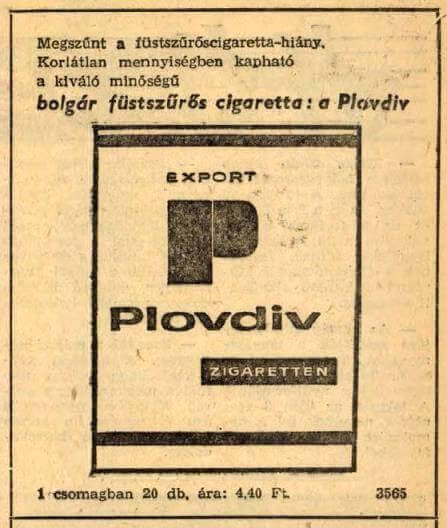 Megszűnt a füstszűrőscigaretta-hiány.
Korlátlan mennyiségben kapható
a kiváló minőségű
bolgár füstszűrős cigaretta: a Plovdiv
EXPORT
P
Plovdiv
ZIGARETTEN
1 csomagban 20 db, ára: 4,40 Ft. 3565